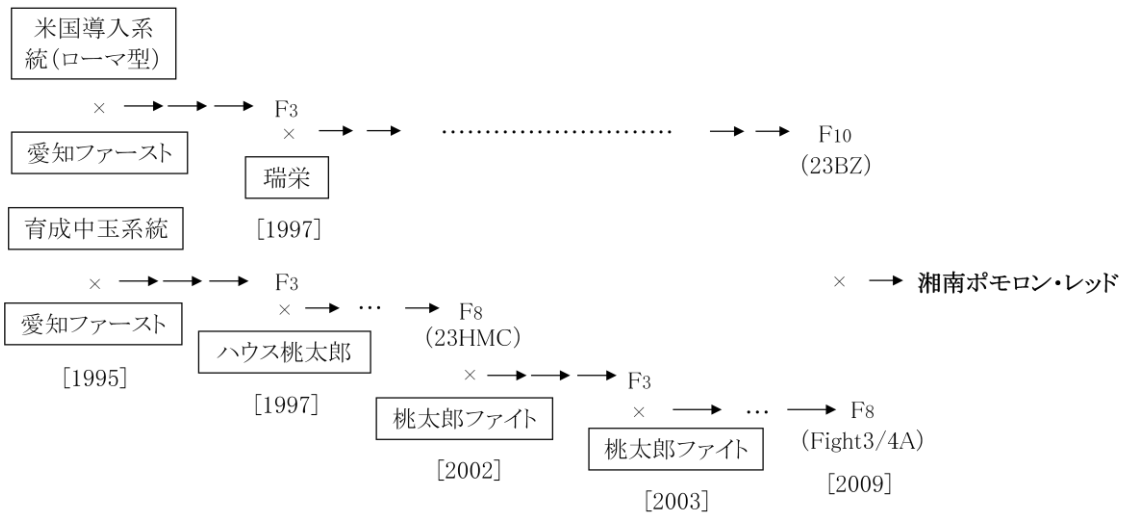 米国導入系
統(ローマ型)
× F3
愛知ファースト
× ………………………… F10
(23BZ)
瑞栄
[1997]
育成中玉系統
× F3
愛知ファースト
[1995]
× … F8
(23HMC)
ハウス桃太郎
[1997]
× F3
桃太郎ファイト
[2002]
× … F8
(Fight3/4A)
桃太郎ファイト
[2003]
[2009]
× 湘南ポモロン・レッド